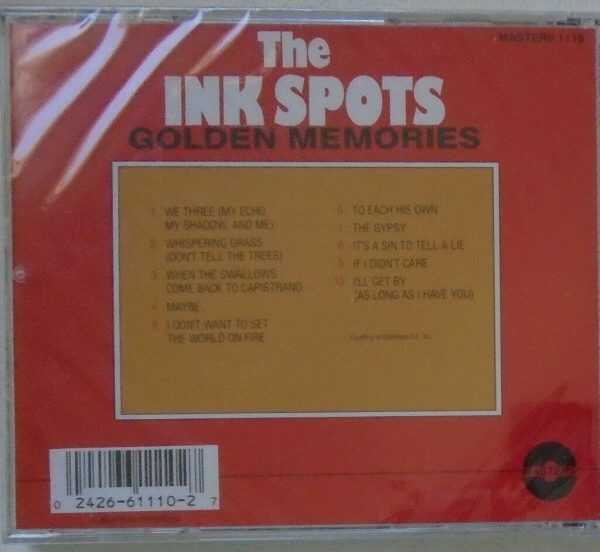 The
MASTERS 1110
INK SPOTS
GOLDEN MEMORIES
1. WE THREE (MY ECHO,
MY SHADOW, AND ME)
2. WHISPERING GRASS
(DON'T TELL THE TREES)
3. WHEN THE SWALLOWS
COME BACK TO CAPISTRANO
4. MAYBE
5. I DON'T WANT TO SET
THE WORLD ON FIRE
6. TO EACH HIS OWN
7. THE GYPSY
8. IT'S A SIN TO TELL A LIE
9. IF I DIDN'T CARE
10. I'LL GET BY
(AS LONG AS I HAVE YOU)
0 2426-61110-2 7